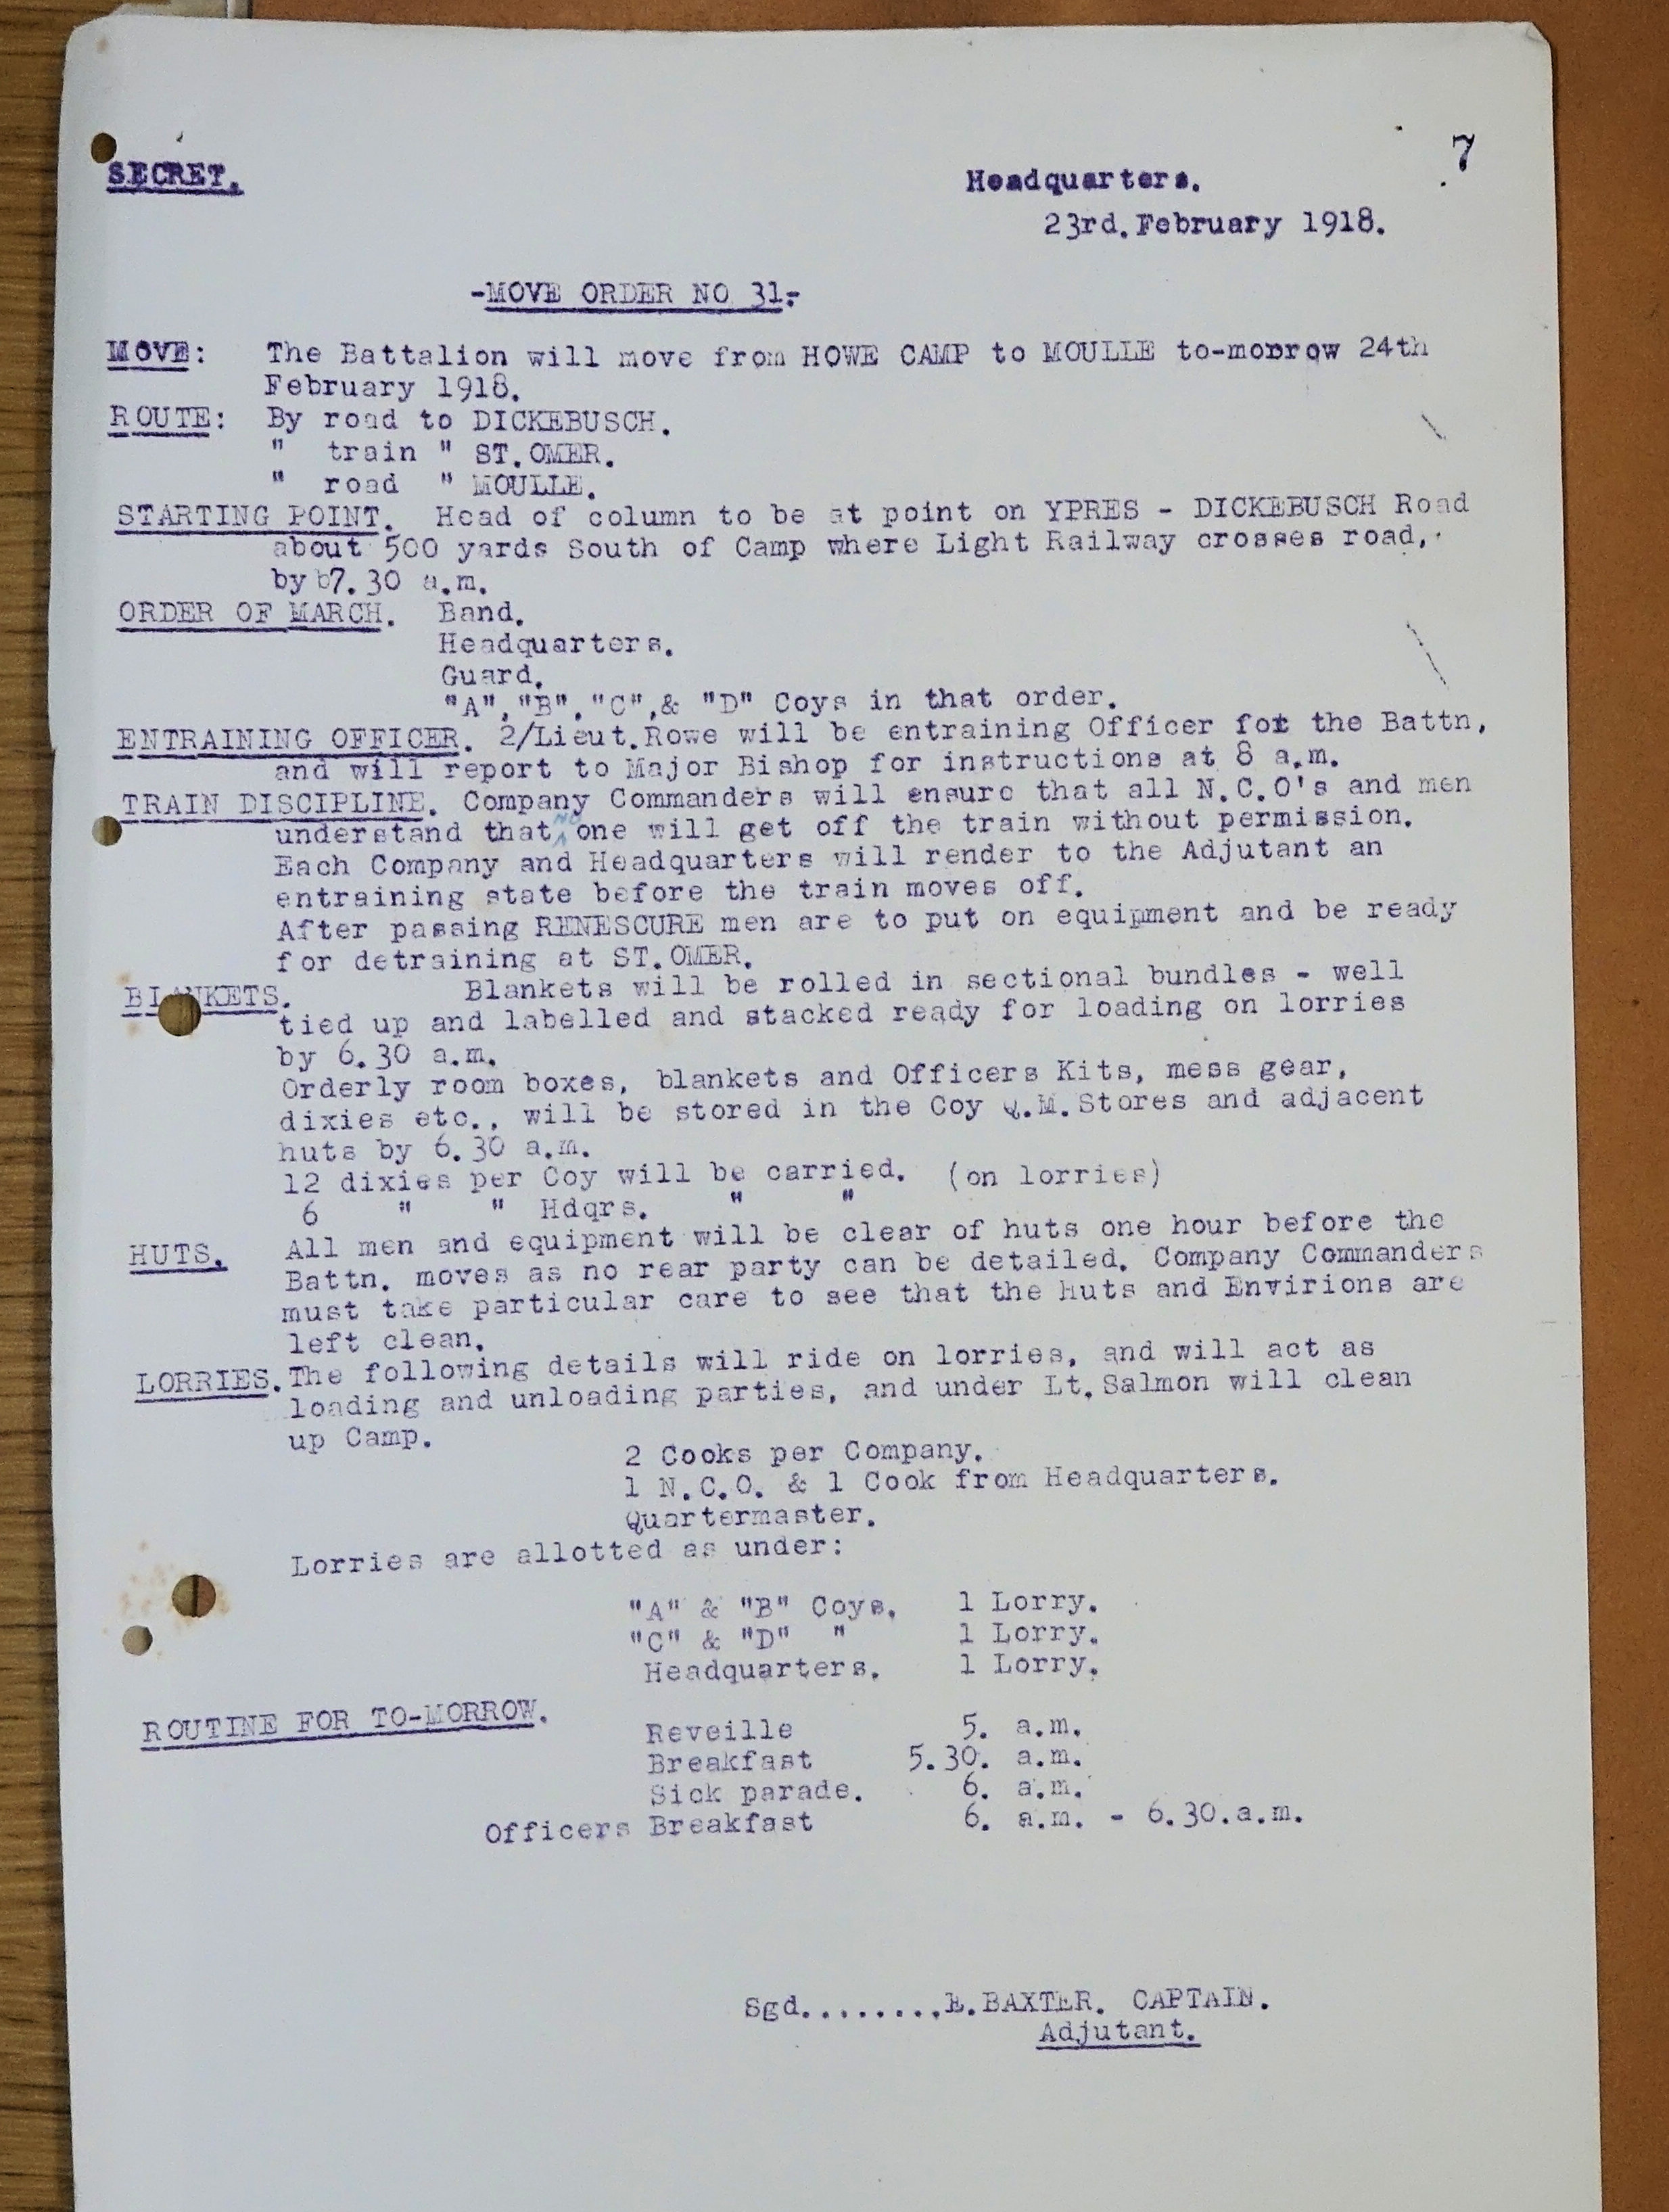 7
SECRET.
Headquarters.
23rd.February 1918.
-MOVE ORDER NO 31-
MOVE: The Battalion will move from HOWE CAMP to MOULLE to-morrow 24th
February 1918.
ROUTE: By road to DICKEBUSCH.
" train " ST.OMER.
" road " MOULLE.
STARTING POINT. Head of column to be at point on YPRES - DICKEBUSCH Road
about 500 yards South of Camp where Light Railway crosses road,
by 7.30 a.m.
ORDER OF MARCH. Band.
Headquarters.
Guard.
"A","B","C",& "D" Coys in that order.
ENTRAINING OFFICER. 2/Lieut.Rowe will be entraining Officer for the Battn,
and will report to Major Bishop for instructions at 8 a.m.
TRAIN DISCIPLINE. Company Commanders will ensure that all N.C.O's and men
understand that NO one will get off the train without permission.
Each Company and Headquarters will render to the Adjutant an
entraining state before the train moves off.
After passing RENESCURE men are to put on equipment and be ready
for detraining at ST.OMER.
BLANKETS. Blankets will be rolled in sectional bundles - well
tied up and labelled and stacked ready for loading on lorries
by 6.30 a.m.
Orderly room boxes, blankets and Officers Kits, mess gear,
dixies etc., will be stored in the Coy Q.M.Stores and adjacent
huts by 6.30 a.m.
12 dixies per Coy will be carried. (on lorries)
6 " " Hdqrs. " "
HUTS. All men and equipment will be clear of huts one hour before the
Battn. moves as no rear party can be detailed. Company Commanders
must take particular care to see that the Huts and Envirions are
left clean.
LORRIES. The following details will ride on lorries, and will act as
loading and unloading parties, and under Lt.Salmon will clean
up Camp.
2 Cooks per Company.
1 N.C.O. & 1 Cook from Headquarters.
Quartermaster.
Lorries are allotted as under:
"A" & "B" Coys. 1 Lorry.
"C" & "D" " 1 Lorry.
Headquarters. 1 Lorry.
ROUTINE FOR TO-MORROW.
Reveille 5. a.m.
Breakfast 5.30. a.m.
Sick parade. 6. a.m.
Officers Breakfast 6. a.m. - 6.30.a.m.
Sgd........E.BAXTER. CAPTAIN.
Adjutant.